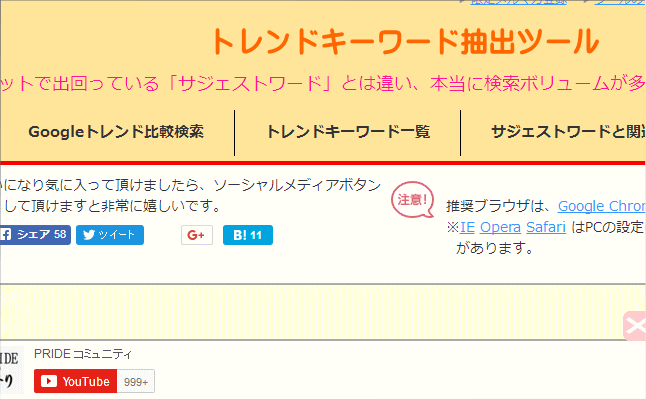 トレンドキーワード抽出ツール
ットで出回っている「サジェストワード」とは違い、本当に検索ボリュームが多
Googleトレンド比較検索
トレンドキーワード一覧
サジェストワードと関連
いになり気に入って頂けましたら、ソーシャルメディアボタン
して頂けますと非常に嬉しいです。
シェア 58
ツイート
G+
B! 11
注意!
推奨ブラウザは、Google Chrom
※IE Opera Safari はPCの設定
があります。
PRIDE コミュニティ
YouTube 999+